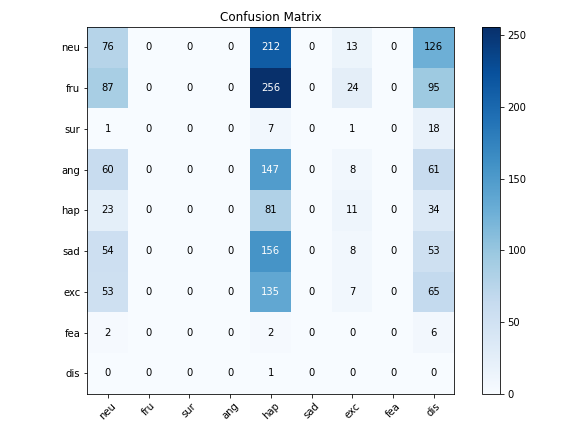 Confusion Matrix
neu 76 0 0 0 212 0 13 0 126
fru 87 0 0 0 256 0 24 0 95
sur 1 0 0 0 7 0 1 0 18
ang 60 0 0 0 147 0 8 0 61
hap 23 0 0 0 81 0 11 0 34
sad 54 0 0 0 156 0 8 0 53
exc 53 0 0 0 135 0 7 0 65
fea 2 0 0 0 2 0 0 0 6
dis 0 0 0 0 1 0 0 0 0
neu fru sur ang hap sad exc fea dis
250
200
150
100
50
0